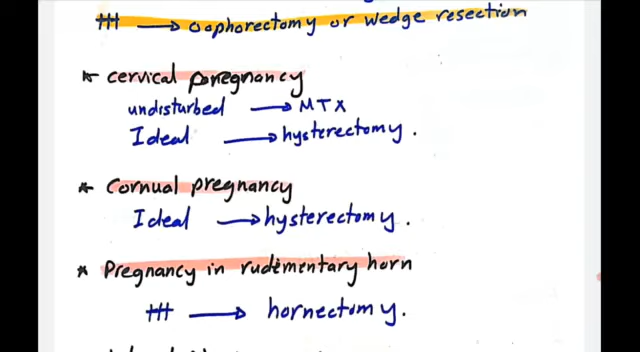 ttt → oophorectomy or wedge resection
* cervical pregnancy
undisturbed → MTX
Ideal → hysterectomy.
* Cornual pregnancy
Ideal → hysterectomy.
* Pregnancy in rudementary horn
ttt → hornectomy.